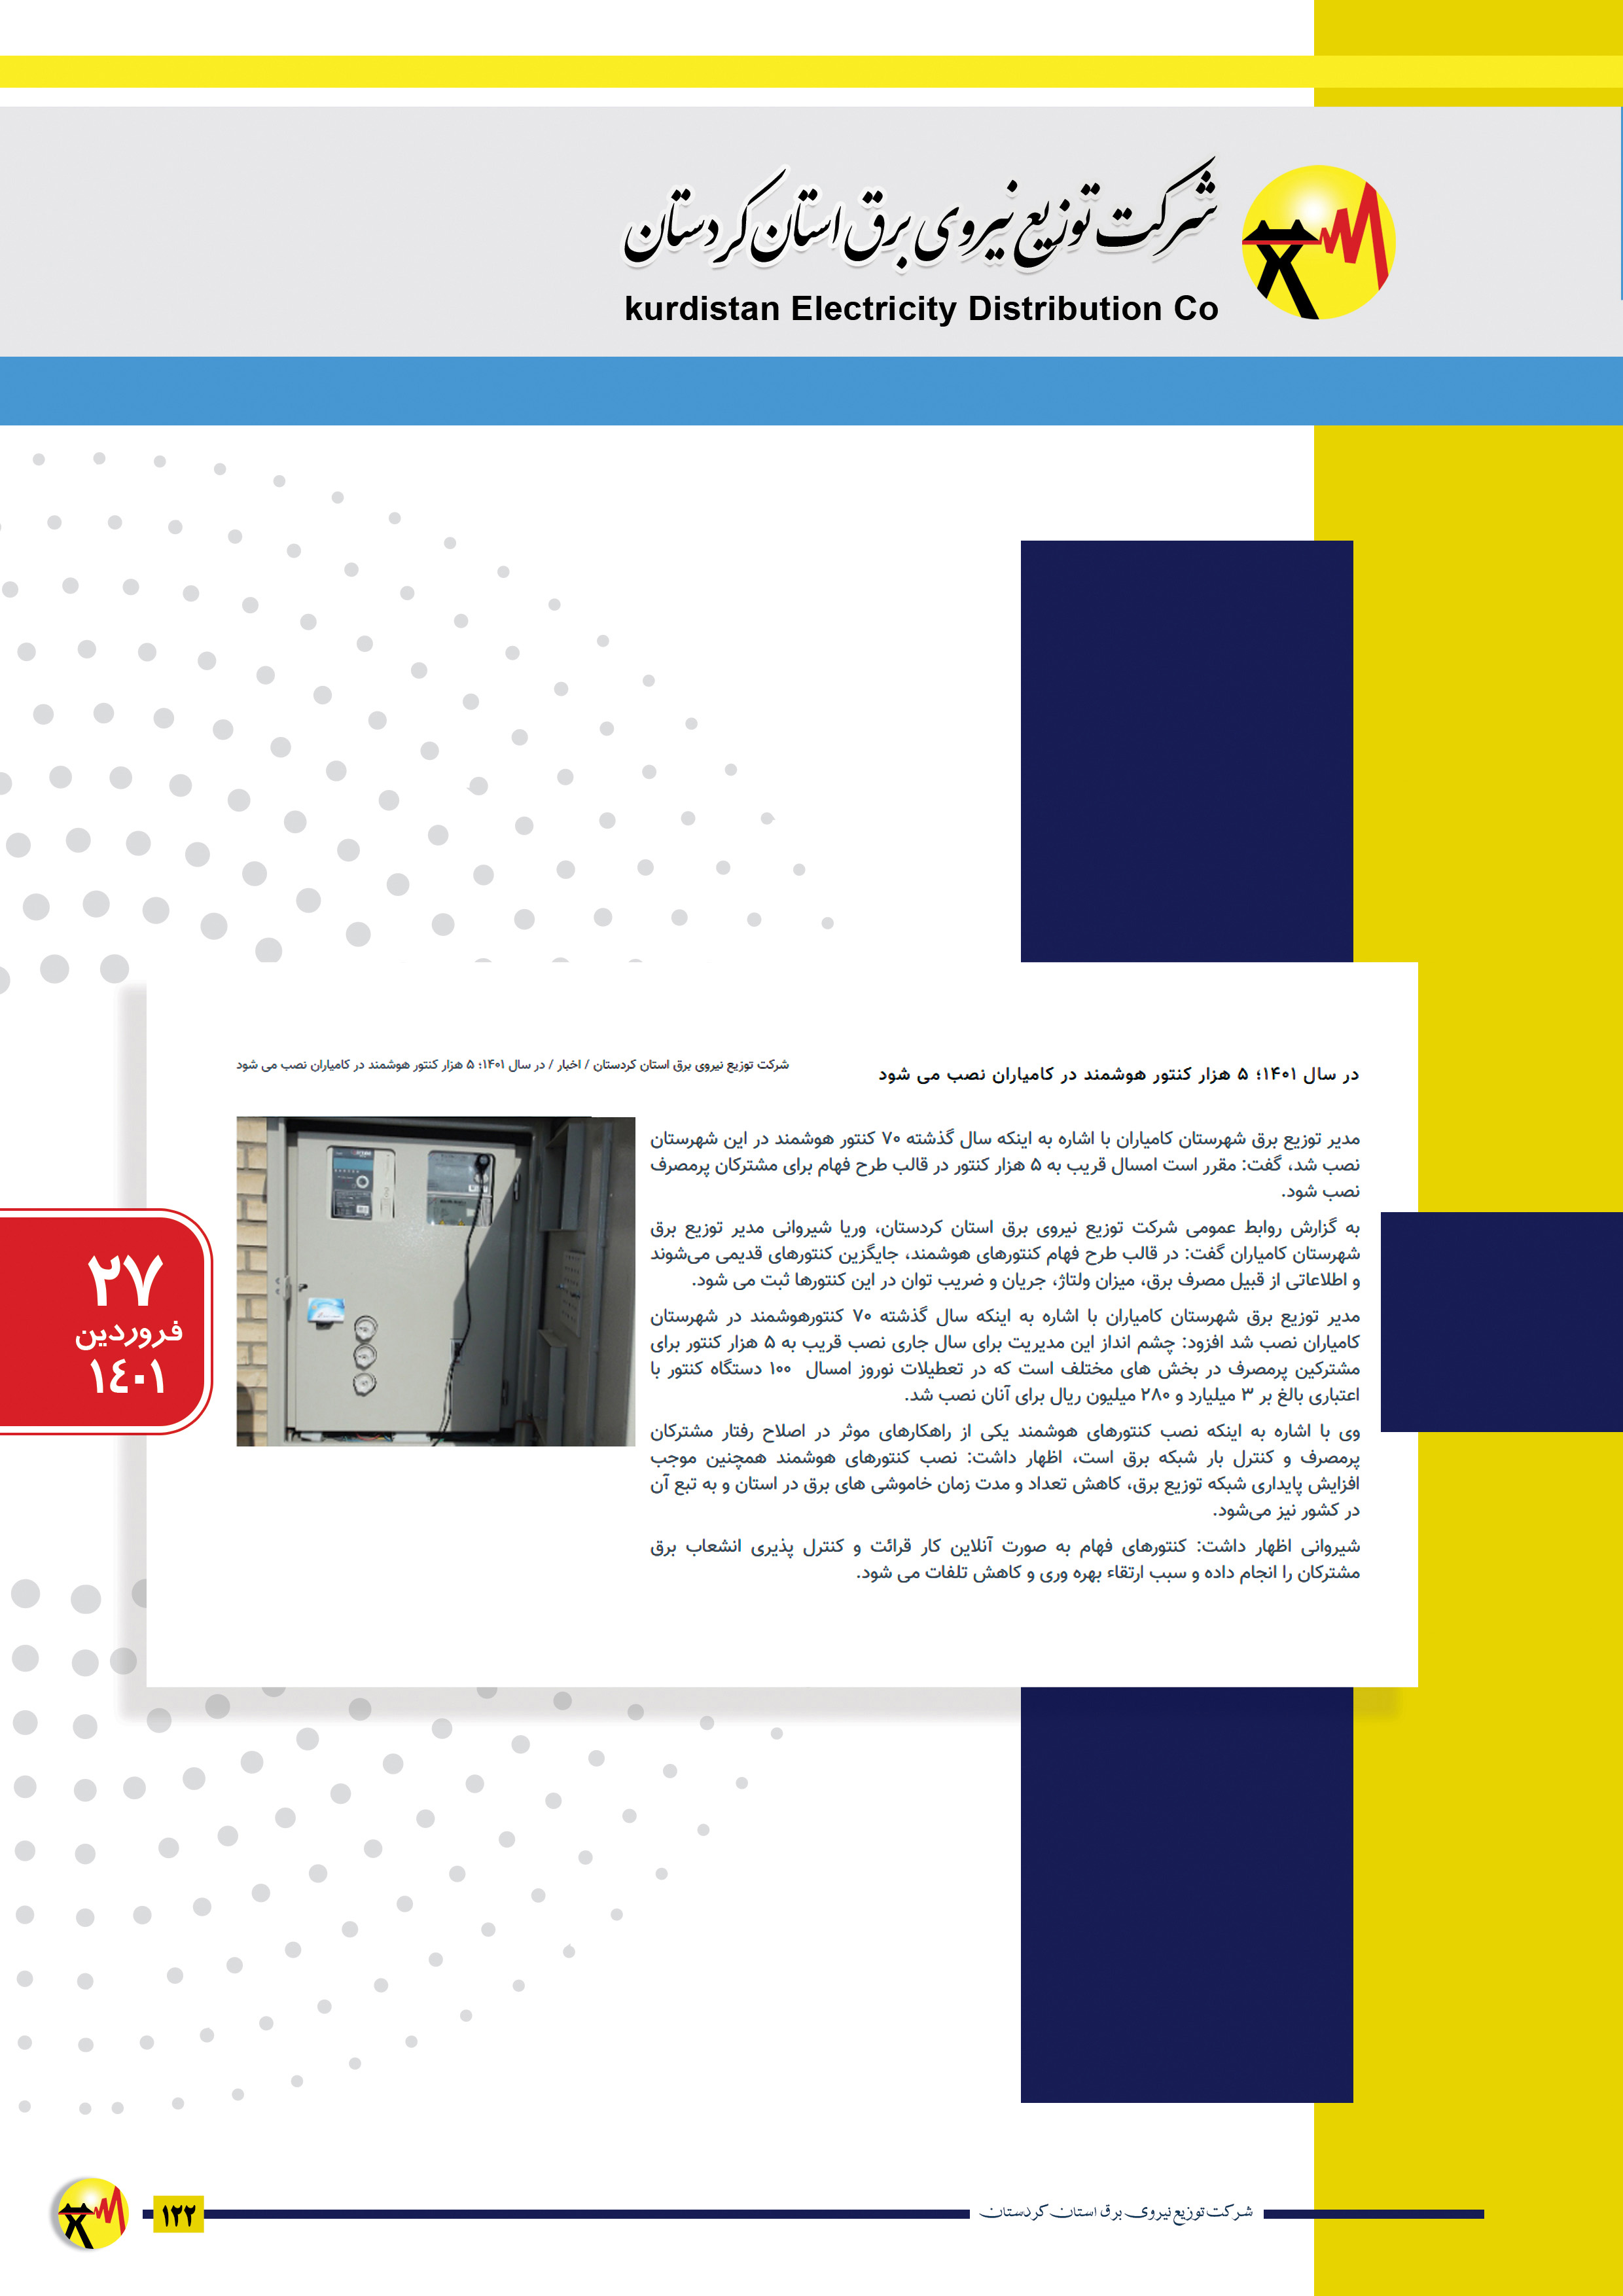 شرکت توزیع نیروی برق استان کردستان
kurdistan Electricity Distribution Co
در سال ۱۴۰۱؛ ۵ هزار کنتور هوشمند در کامیاران نصب می شود
شرکت توزیع نیروی برق استان کردستان / اخبار / در سال ۱۴۰۱؛ ۵ هزار کنتور هوشمند در کامیاران نصب می شود
مدیر توزیع برق شهرستان کامیاران با اشاره به اینکه سال گذشته ۷۰ کنتور هوشمند در این شهرستان
نصب شد، گفت: مقرر است امسال قریب به ۵ هزار کنتور در قالب طرح فهام برای مشترکان پرمصرف
نصب شود.
به گزارش روابط عمومی شرکت توزیع نیروی برق استان کردستان، وریا شیروانی مدیر توزیع برق
شهرستان کامیاران گفت: در قالب طرح فهام کنتورهای هوشمند، جایگزین کنتورهای قدیمی می‌شوند
و اطلاعاتی از قبیل مصرف برق، میزان ولتاژ، جریان و ضریب توان در این کنتورها ثبت می شود.
مدیر توزیع برق شهرستان کامیاران با اشاره به اینکه سال گذشته ۷۰ کنتورهوشمند در شهرستان
کامیاران نصب شد افزود: چشم انداز این مدیریت برای سال جاری نصب قریب به ۵ هزار کنتور برای
مشترکین پرمصرف در بخش های مختلف است که در تعطیلات نوروز امسال ۱۰۰ دستگاه کنتور با
اعتباری بالغ بر ۳ میلیارد و ۲۸۰ میلیون ریال برای آنان نصب شد.
وی با اشاره به اینکه نصب کنتورهای هوشمند یکی از راهکارهای موثر در اصلاح رفتار مشترکان
پرمصرف و کنترل بار شبکه برق است، اظهار داشت: نصب کنتورهای هوشمند همچنین موجب
افزایش پایداری شبکه توزیع برق، کاهش تعداد و مدت زمان خاموشی های برق در استان و به تبع آن
در کشور نیز می‌شود.
شیروانی اظهار داشت: کنتورهای فهام به صورت آنلاین کار قرائت و کنترل پذیری انشعاب برق
مشترکان را انجام داده و سبب ارتقاء بهره وری و کاهش تلفات می شود.
۲۷
فروردین
۱٤۰۱
شرکت توزیع نیروی برق استان کردستان
۱۲۲